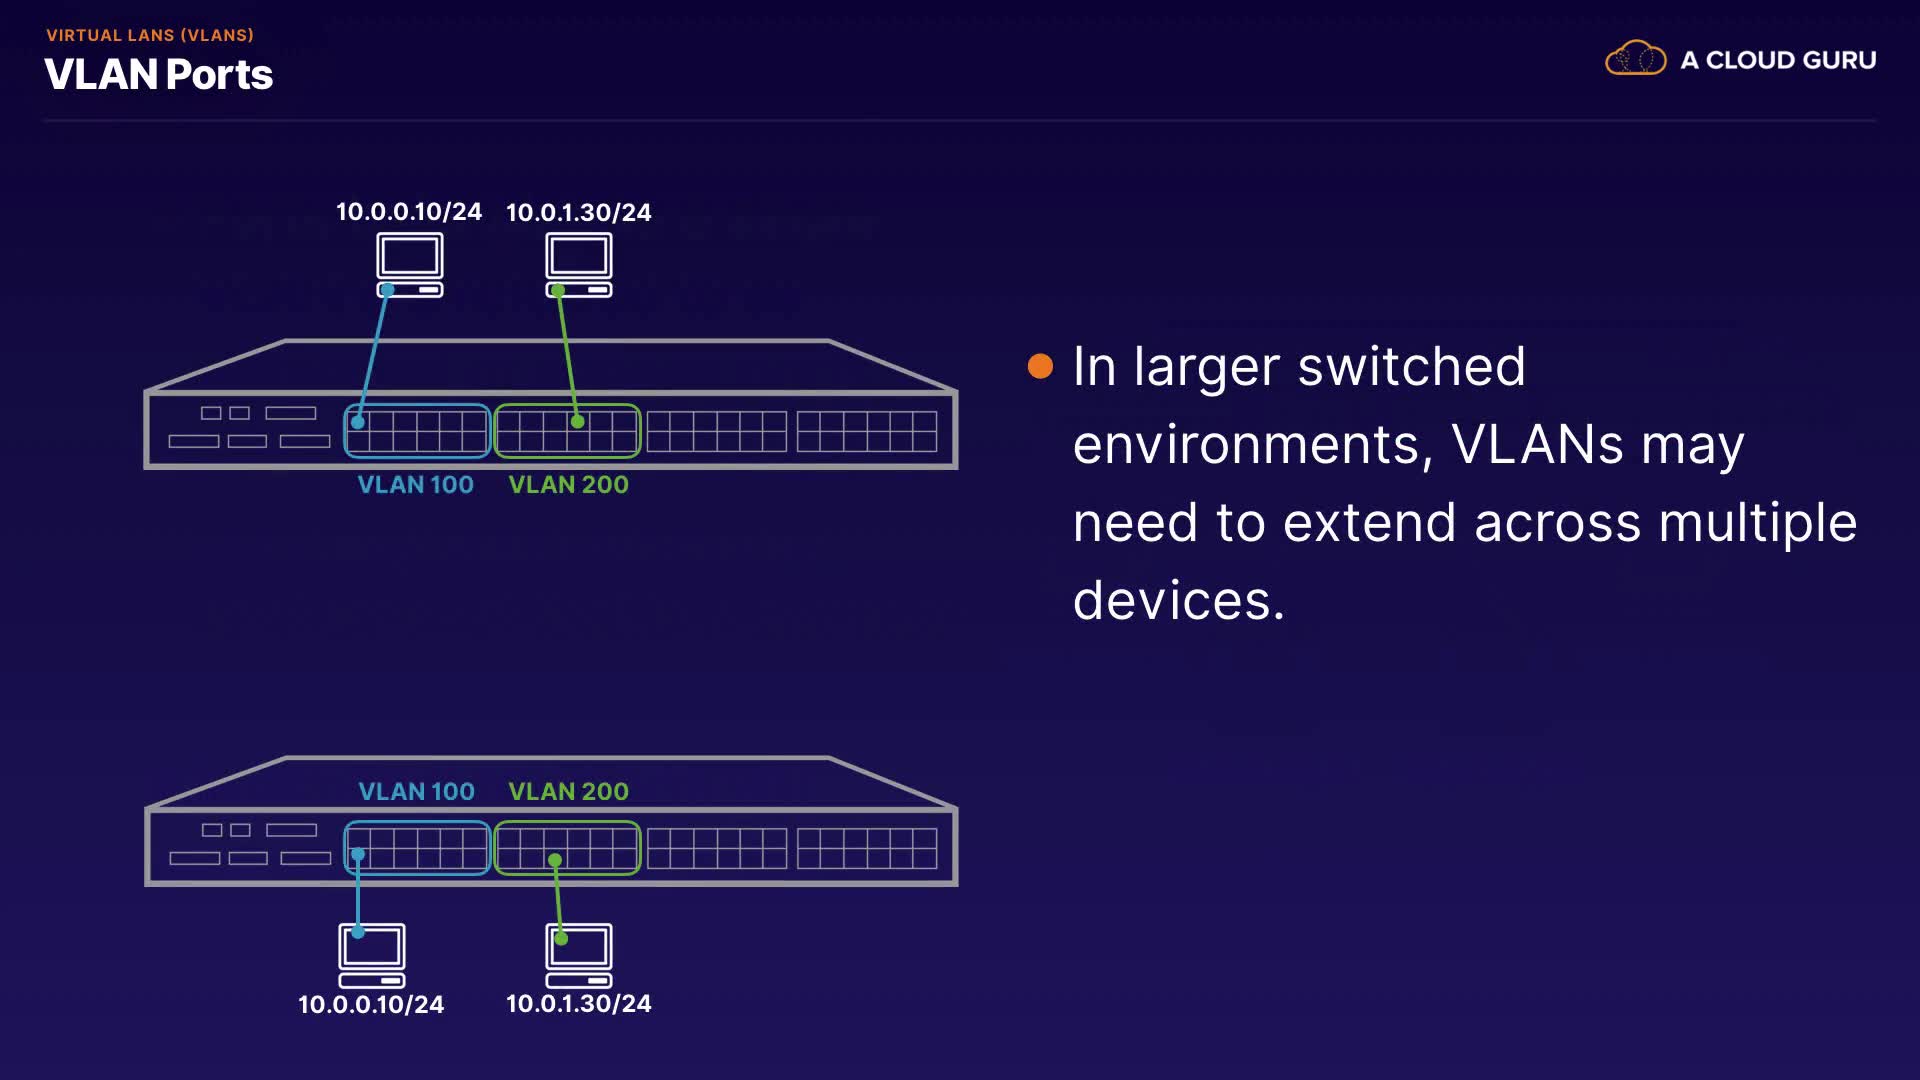 VIRTUAL LANS (VLANS)
VLAN Ports
A CLOUD GURU
10.0.0.10/24 10.0.1.30/24
VLAN 100 VLAN 200
In larger switched
environments, VLANs may
need to extend across multiple
devices.
VLAN 100 VLAN 200
10.0.0.10/24 10.0.1.30/24